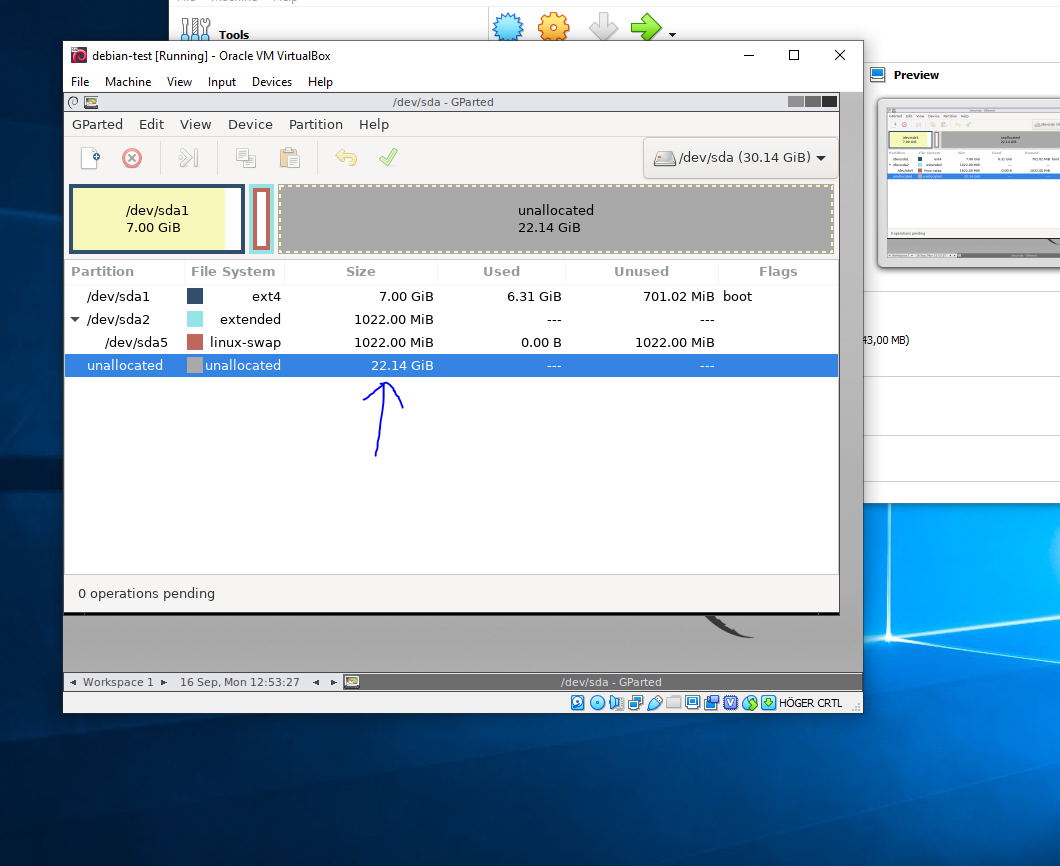 Tools
debian-test [Running] - Oracle VM VirtualBox
File Machine View Input Devices Help
Preview
/dev/sda - GParted
GParted Edit View Device Partition Help
/dev/sda (30.14 GiB)
/dev/sda1
7.00 GiB
unallocated
22.14 GiB
Partition File System Size Used Unused Flags
/dev/sda1 ext4 7.00 GiB 6.31 GiB 701.02 MiB boot
/dev/sda2 extended 1022.00 MiB --- ---
/dev/sda5 linux-swap 1022.00 MiB 0.00 B 1022.00 MiB
unallocated unallocated 22.14 GiB --- ---
43,00 MB)
0 operations pending
Workspace 1 16 Sep, Mon 12:53:27 /dev/sda - GParted
HÖGER CRTL